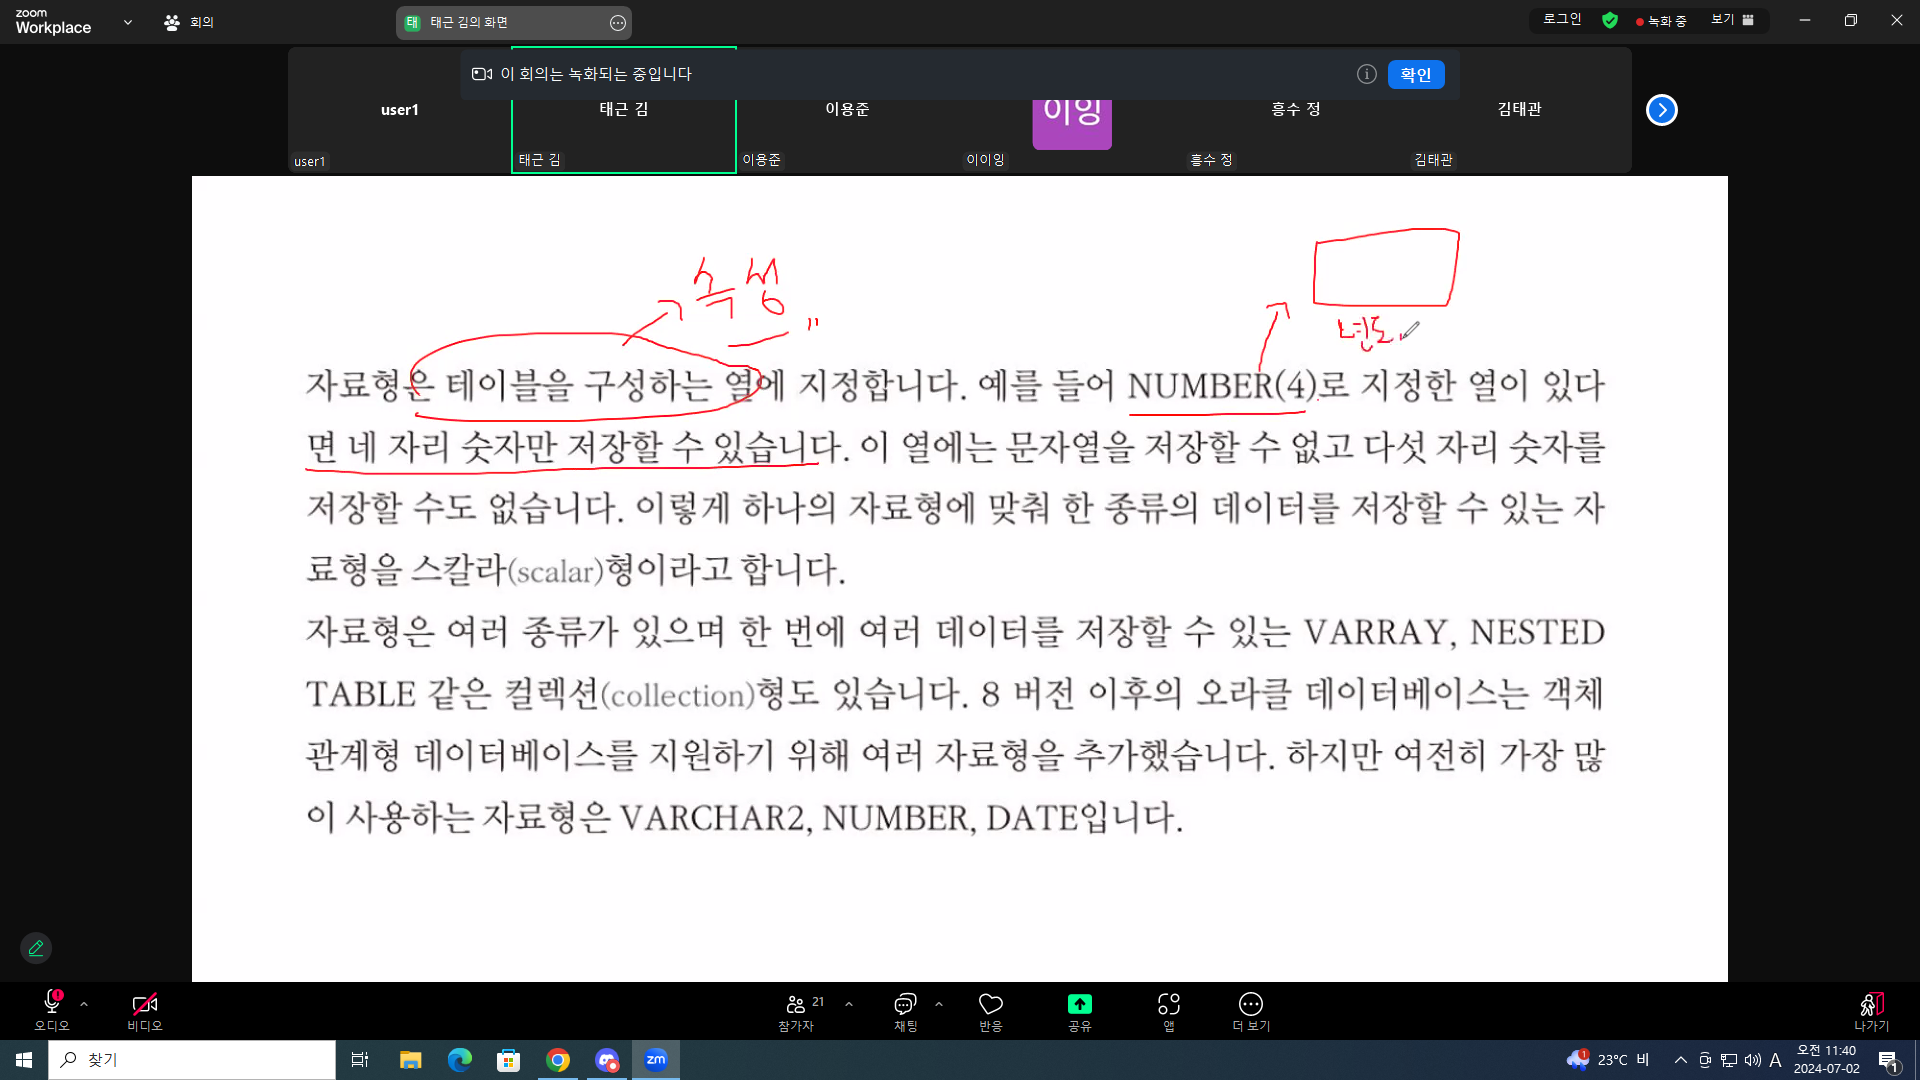 zoom
Workplace
회의
태 태근 김의 화면
로그인
녹화 중
보기
이 회의는 녹화되는 중입니다
확인
user1
태근 김
이용준
이잉
흥수 정
김태관
user1
태근 김
이용준
이이잉
흥수 정
김태관
속성
"
년도
자료형은 테이블을 구성하는 열에 지정합니다. 예를 들어 NUMBER(4)로 지정한 열이 있다
면 네 자리 숫자만 저장할 수 있습니다. 이 열에는 문자열을 저장할 수 없고 다섯 자리 숫자를
저장할 수도 없습니다. 이렇게 하나의 자료형에 맞춰 한 종류의 데이터를 저장할 수 있는 자
료형을 스칼라(scalar)형이라고 합니다.
자료형은 여러 종류가 있으며 한 번에 여러 데이터를 저장할 수 있는 VARRAY, NESTED
TABLE 같은 컬렉션(collection)형도 있습니다. 8 버전 이후의 오라클 데이터베이스는 객체
관계형 데이터베이스를 지원하기 위해 여러 자료형을 추가했습니다. 하지만 여전히 가장 많
이 사용하는 자료형은 VARCHAR2, NUMBER, DATE입니다.
오디오
비디오
21
참가자
채팅
반응
공유
앱
더 보기
나가기
찾기
zm
1
23°C 비
A
오전 11:40
2024-07-02
1